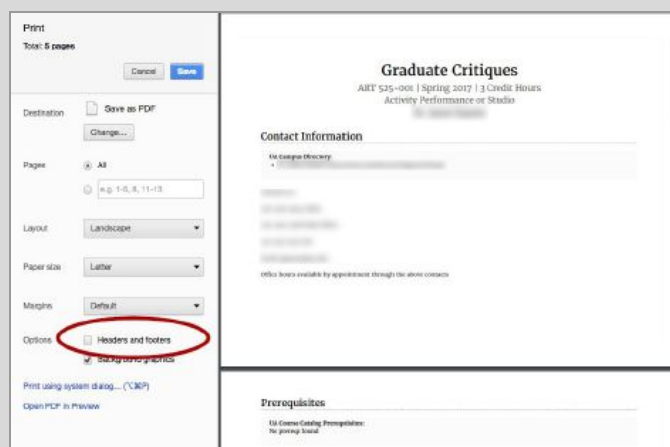 Print
Total: 5 pages
Cancel
Save
Destination
Save as PDF
Change...
Pages
All
e.g. 1-5, 8, 11-13
Layout
Landscape
Paper size
Letter
Margins
Default
Options
Headers and footers
Background graphics
Print using system dialog... (⌥⌘P)
Open PDF in Preview
Graduate Critiques
ART 525-001 | Spring 2017 | 3 Credit Hours
Activity Performance or Studio
Contact Information
UA Campus Directory:
Office hours available by appointment through the above contacts
Prerequisites
UA Course Catalog Prerequisites:
No prereqs found